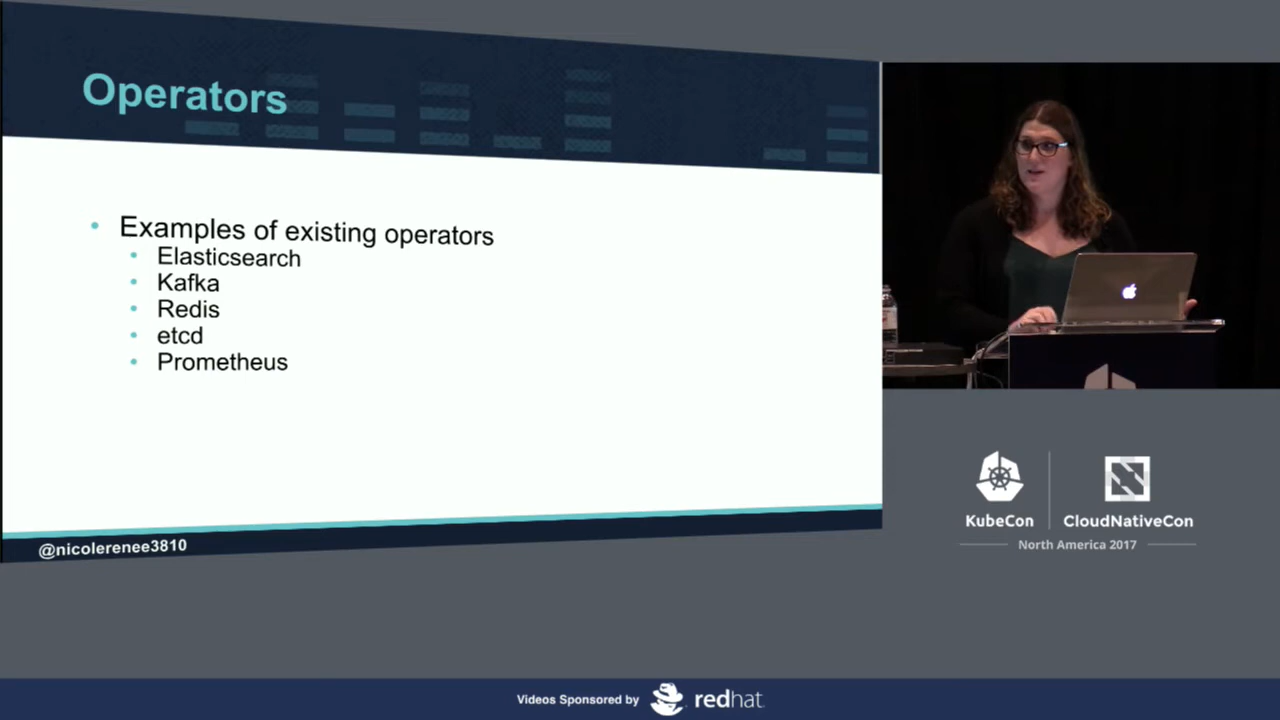 Operators
Examples of existing operators
Elasticsearch
Kafka
Redis
etcd
Prometheus
@nicolerenee3810
KubeCon
CloudNativeCon
North America 2017
Videos Sponsored by
redhat